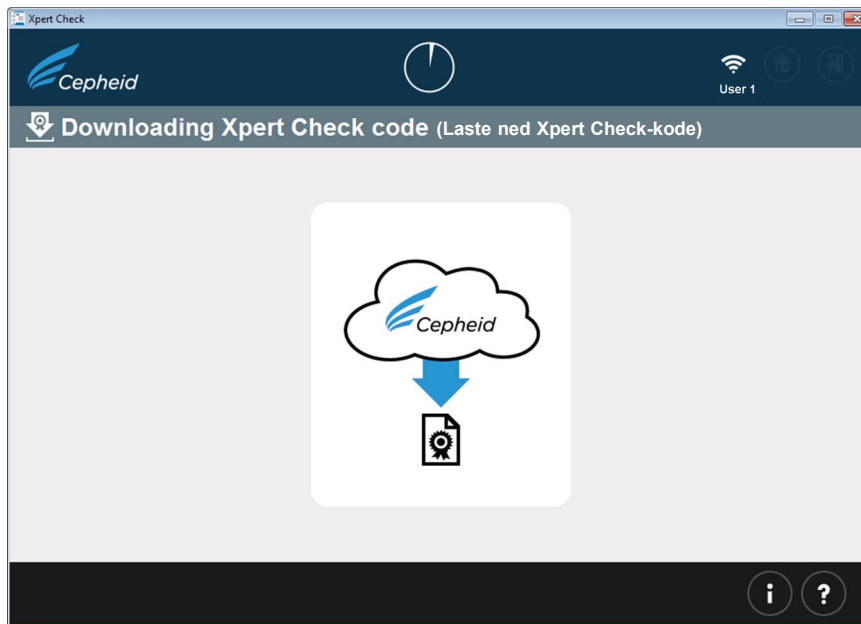 Xpert Check
Cepheid
User 1
Downloading Xpert Check code (Laste ned Xpert Check-kode)
Cepheid
i ?